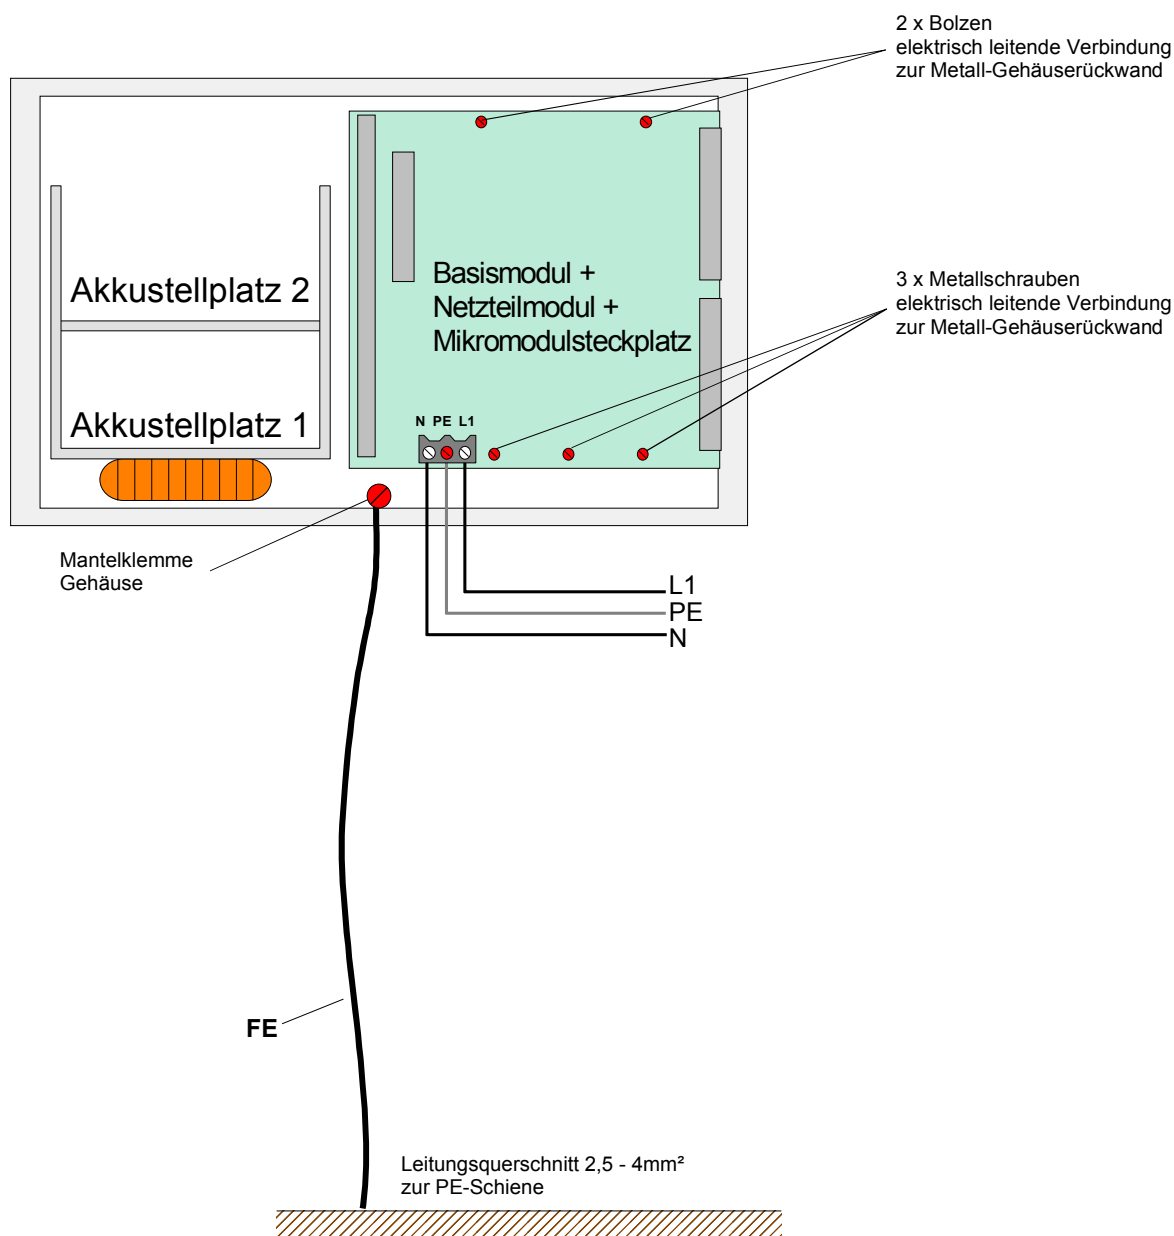 2 x Bolzen
elektrisch leitende Verbindung
zur Metall-Gehäuserückwand
Akkustellplatz 2
Basismodul +
Netzteilmodul +
Mikromodulsteckplatz
3 x Metallschrauben
elektrisch leitende Verbindung
zur Metall-Gehäuserückwand
Akkustellplatz 1
N PE L1
Mantelklemme
Gehäuse
L1
PE
N
FE
Leitungsquerschnitt 2,5 - 4mm²
zur PE-Schiene